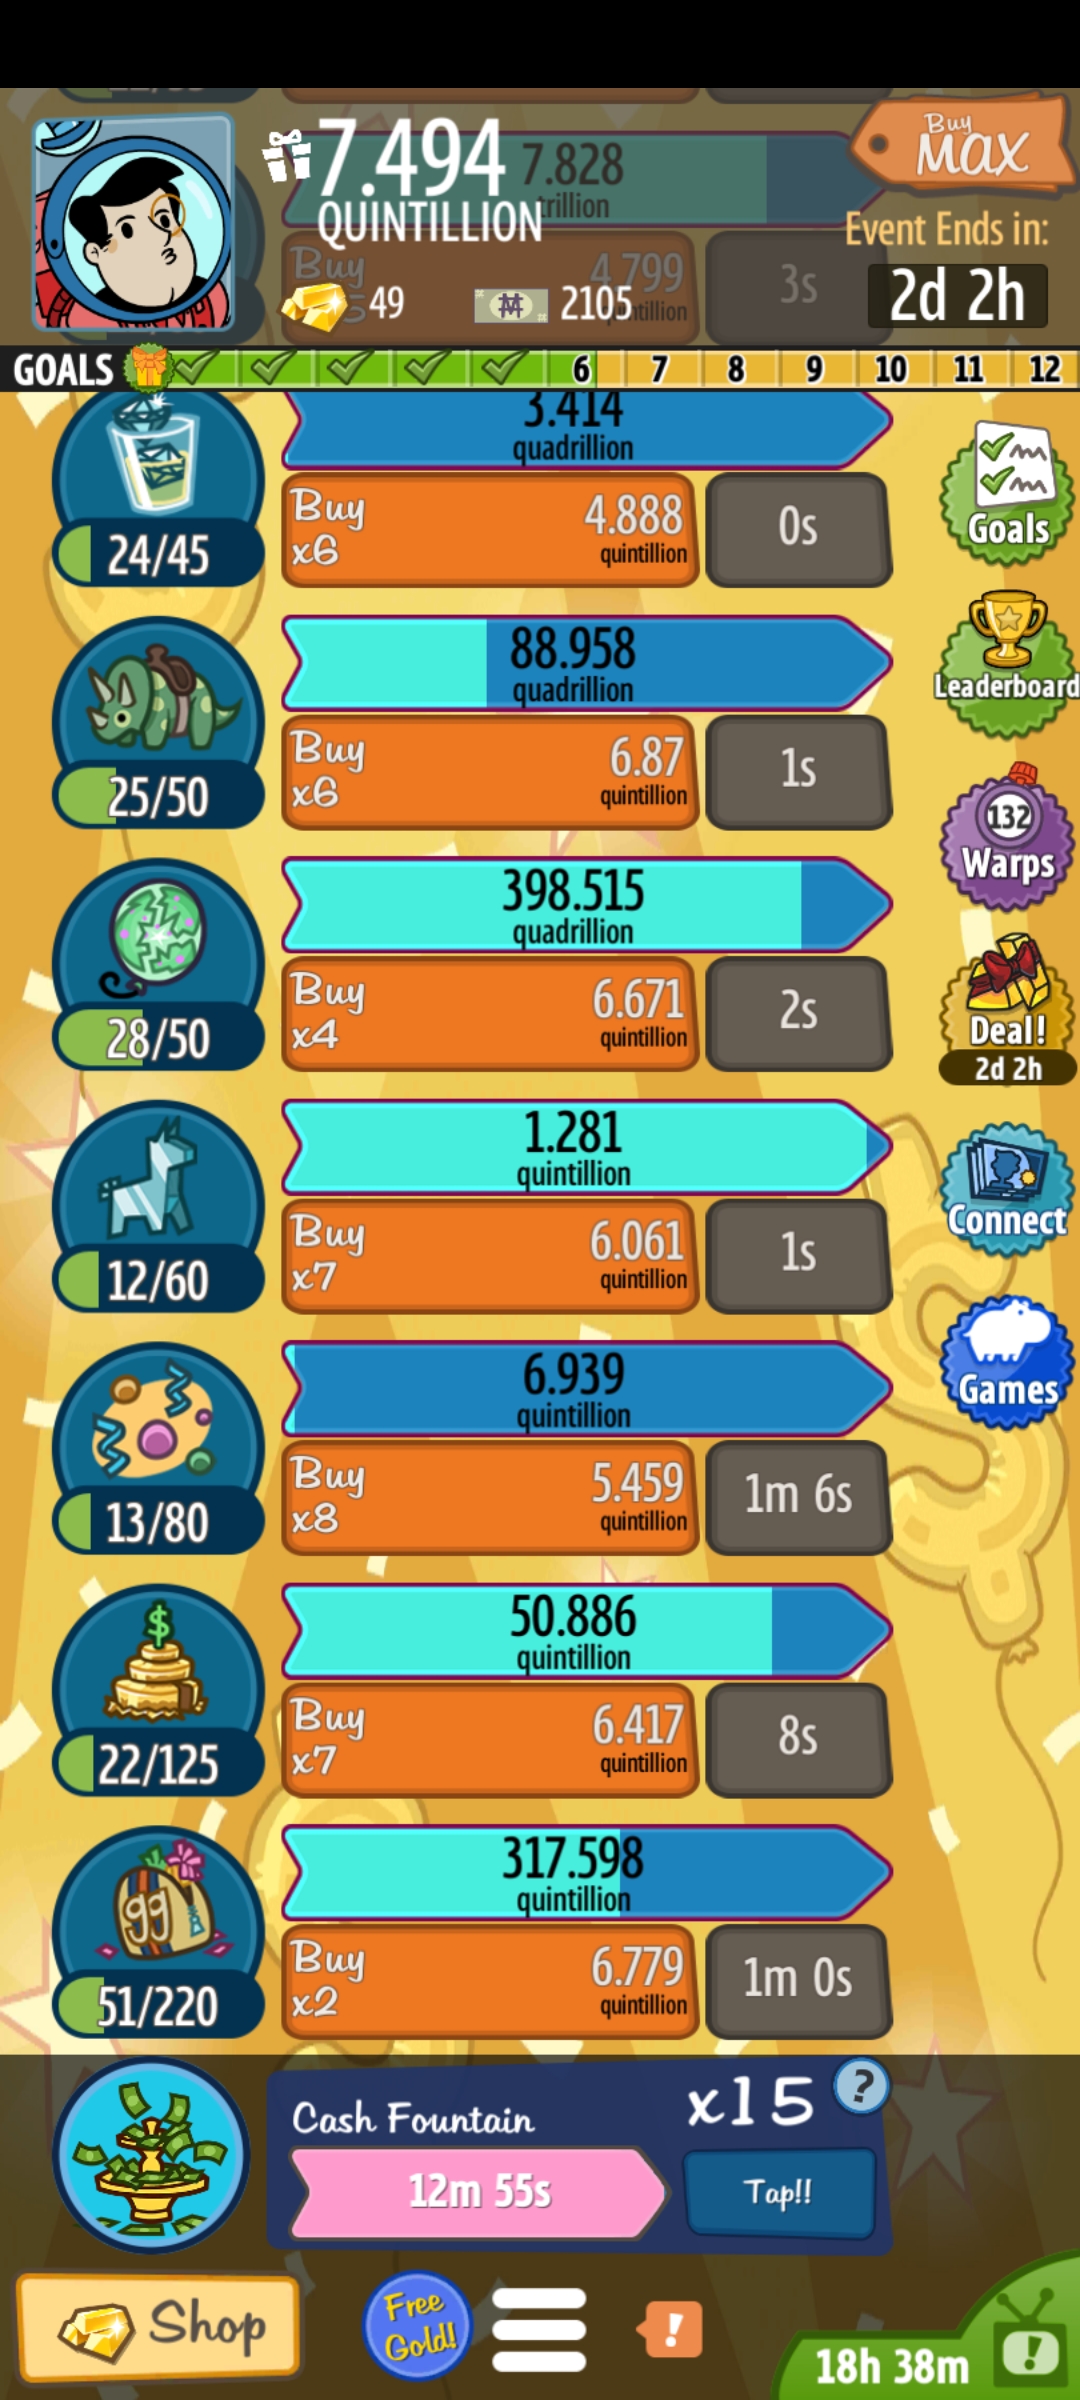 7.494
QUINTILLION
7.828
trillion
Buy
MAX
Event Ends in:
2d 2h
Buy
4.799
3s
49
2105
GOALS
6
7
8
9
10
11
12
3.414
quadrillion
24/45
Buy
x6
4.888
quintillion
0s
Goals
88.958
quadrillion
25/50
Buy
x6
6.87
quintillion
1s
Leaderboard
132
Warps
398.515
quadrillion
28/50
Buy
x4
6.671
quintillion
2s
Deal!
2d 2h
1.281
quintillion
12/60
Buy
x7
6.061
quintillion
1s
Connect
6.939
quintillion
13/80
Buy
x8
5.459
quintillion
1m 6s
Games
$
50.886
quintillion
22/125
Buy
x7
6.417
quintillion
8s
99
317.598
quintillion
51/220
Buy
x2
6.779
quintillion
1m 0s
Cash Fountain
x15
?
12m 55s
Tap!!
Shop
Free
Gold!
!
18h 38m
!